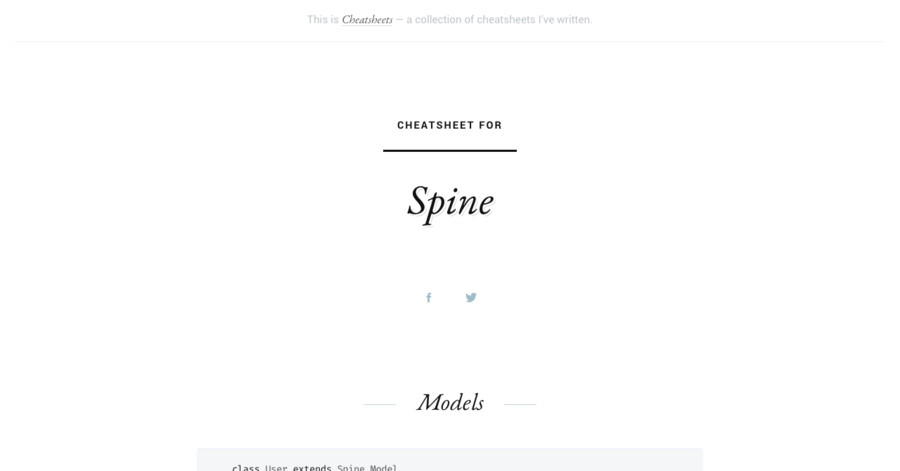 This is Cheatsheets — a collection of cheatsheets I've written.
CHEATSHEET FOR
Spine
Models
class User extends Spine.Model